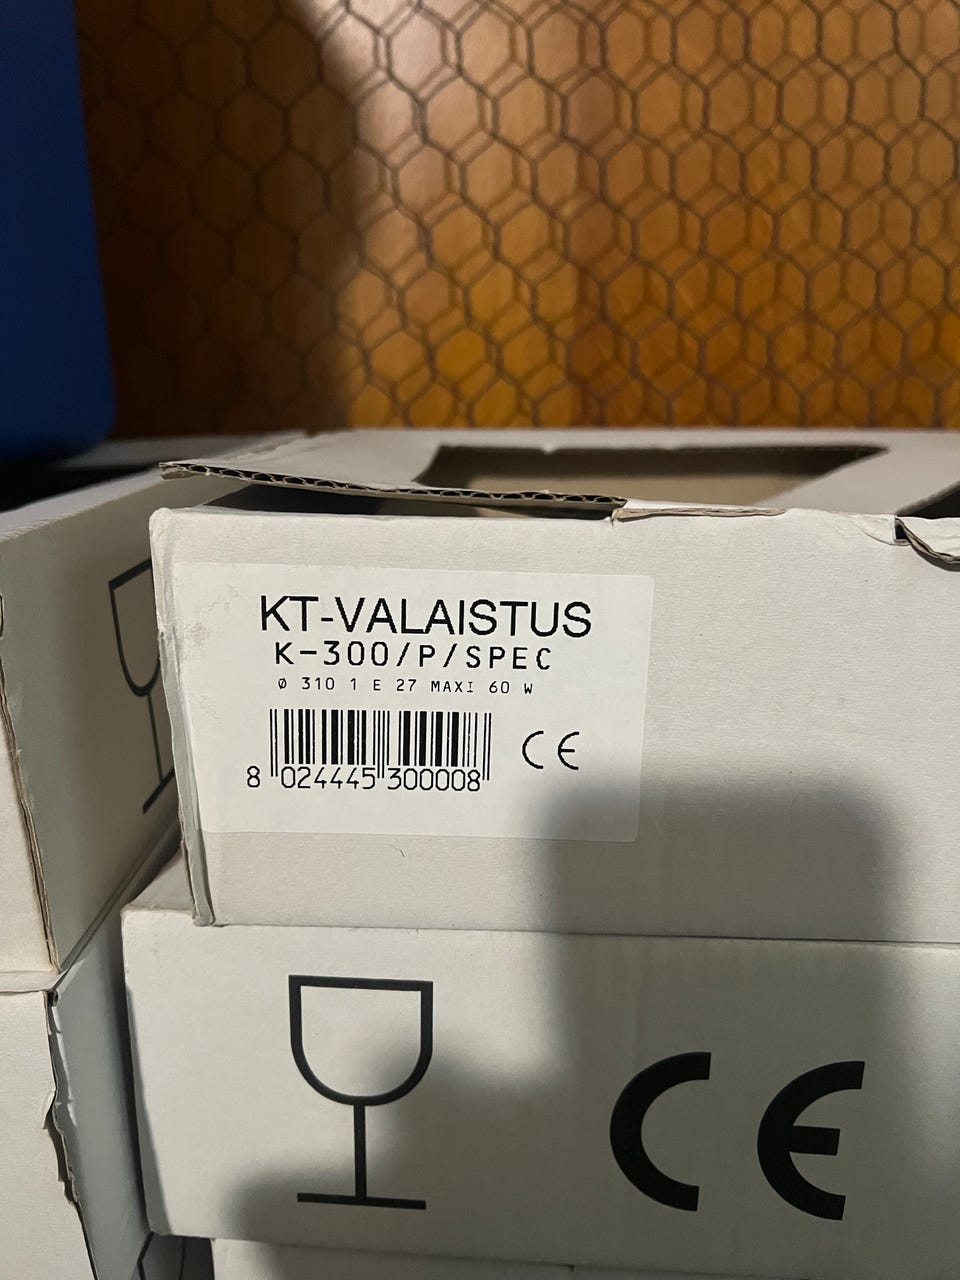 KT-VALAISTUS
K-300/P/SPEC
Ø 310 1 E 27 MAXI 60 W
CE
8 024445 300008
CE